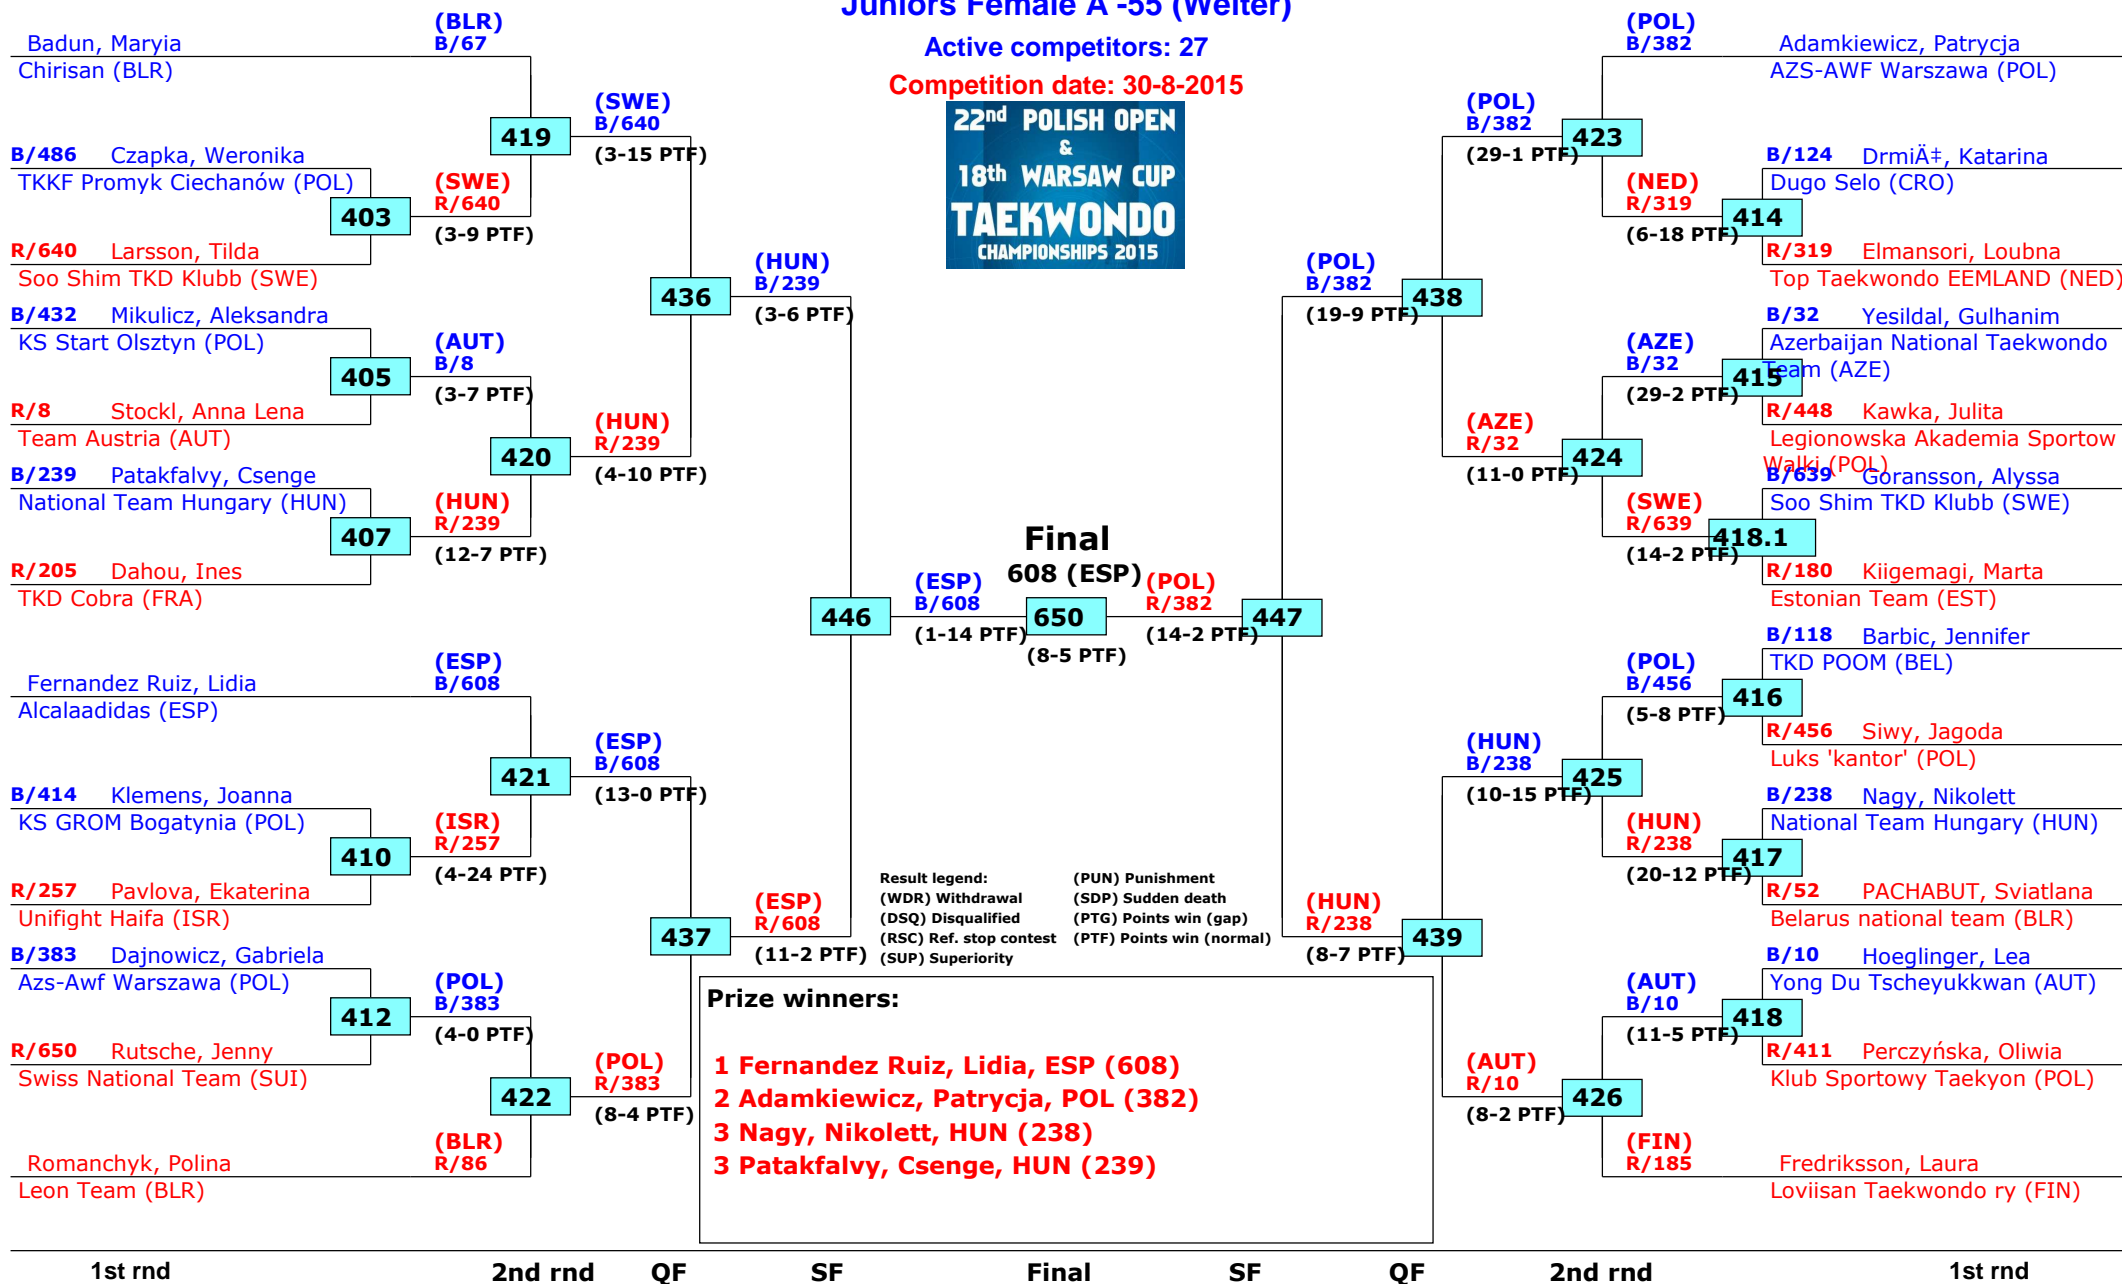 Juniors Female A -55 (Welter)
Active competitors: 27
Competition date: 30-8-2015
22nd POLISH OPEN
&
18th WARSAW CUP
TAEKWONDO
CHAMPIONSHIPS 2015
Badun, Maryia
Chirisan (BLR)
(BLR)
B/67
B/486 Czapka, Weronika
TKKF Promyk Ciechanów (POL)
403
R/640 Larsson, Tilda
Soo Shim TKD Klubb (SWE)
(SWE)
R/640
(3-9 PTF)
419
(SWE)
B/640
(3-15 PTF)
B/432 Mikulicz, Aleksandra
KS Start Olsztyn (POL)
405
R/8 Stockl, Anna Lena
Team Austria (AUT)
(AUT)
B/8
(3-7 PTF)
B/239 Patakfalvy, Csenge
National Team Hungary (HUN)
407
R/205 Dahou, Ines
TKD Cobra (FRA)
(HUN)
R/239
(12-7 PTF)
420
(HUN)
R/239
(4-10 PTF)
436
(HUN)
B/239
(3-6 PTF)
Fernandez Ruiz, Lidia
Alcalaadidas (ESP)
(ESP)
B/608
B/414 Klemens, Joanna
KS GROM Bogatynia (POL)
410
R/257 Pavlova, Ekaterina
Unifight Haifa (ISR)
(ISR)
R/257
(4-24 PTF)
421
(ESP)
B/608
(13-0 PTF)
B/383 Dajnowicz, Gabriela
Azs-Awf Warszawa (POL)
412
R/650 Rutsche, Jenny
Swiss National Team (SUI)
(POL)
B/383
(4-0 PTF)
Romanchyk, Polina
Leon Team (BLR)
(BLR)
R/86
422
(POL)
R/383
(8-4 PTF)
437
(ESP)
R/608
(11-2 PTF)
446
(ESP)
B/608
(1-14 PTF)
Final
608 (ESP)
650
(8-5 PTF)
(POL)
R/382
(14-2 PTF)
447
(POL)
B/382
(19-9 PTF)
438
(POL)
B/382
(29-1 PTF)
423
(POL)
B/382
Adamkiewicz, Patrycja
AZS-AWF Warszawa (POL)
B/124 DrmiÄ‡, Katarina
Dugo Selo (CRO)
(NED)
R/319
(6-18 PTF)
414
R/319 Elmansori, Loubna
Top Taekwondo EEMLAND (NED)
B/32 Yesildal, Gulhanim
Azerbaijan National Taekwondo
Team (AZE)
(AZE)
B/32
(29-2 PTF)
415
R/448 Kawka, Julita
Legionowska Akademia Sportow
Walki (POL)
(AZE)
R/32
(11-0 PTF)
424
B/639 Goransson, Alyssa
Soo Shim TKD Klubb (SWE)
(SWE)
R/639
(14-2 PTF)
418.1
R/180 Kiigemagi, Marta
Estonian Team (EST)
B/118 Barbic, Jennifer
TKD POOM (BEL)
(POL)
B/456
(5-8 PTF)
416
R/456 Siwy, Jagoda
Luks 'kantor' (POL)
(HUN)
B/238
(10-15 PTF)
425
B/238 Nagy, Nikolett
National Team Hungary (HUN)
(HUN)
R/238
(20-12 PTF)
417
R/52 PACHABUT, Sviatlana
Belarus national team (BLR)
(HUN)
R/238
(8-7 PTF)
439
B/10 Hoeglinger, Lea
Yong Du Tscheyukkwan (AUT)
(AUT)
B/10
(11-5 PTF)
418
R/411 Perczyńska, Oliwia
Klub Sportowy Taekyon (POL)
(AUT)
R/10
(8-2 PTF)
426
(FIN)
R/185
Fredriksson, Laura
Loviisan Taekwondo ry (FIN)
Result legend:
(WDR) Withdrawal
(DSQ) Disqualified
(RSC) Ref. stop contest
(SUP) Superiority
(PUN) Punishment
(SDP) Sudden death
(PTG) Points win (gap)
(PTF) Points win (normal)
Prize winners:
1 Fernandez Ruiz, Lidia, ESP (608)
2 Adamkiewicz, Patrycja, POL (382)
3 Nagy, Nikolett, HUN (238)
3 Patakfalvy, Csenge, HUN (239)
1st rnd 2nd rnd QF SF Final SF QF 2nd rnd 1st rnd